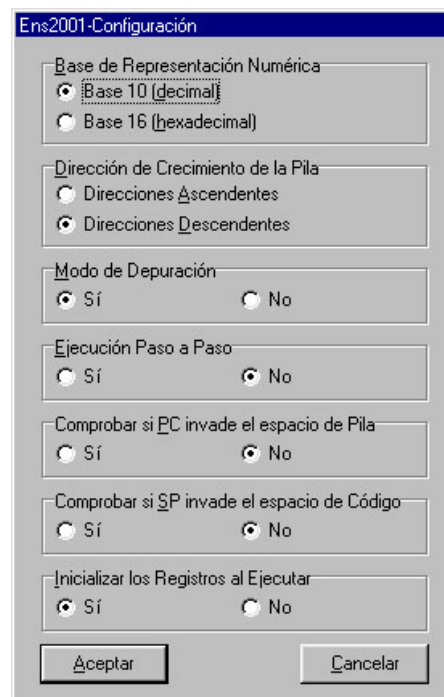 Ens2001-Configuración
Base de Representación Numérica
Base 10 (decimal)
Base 16 (hexadecimal)
Dirección de Crecimiento de la Pila
Direcciones Ascendentes
Direcciones Descendentes
Modo de Depuración
Sí No
Ejecución Paso a Paso
Sí No
Comprobar si PC invade el espacio de Pila
Sí No
Comprobar si SP invade el espacio de Código
Sí No
Inicializar los Registros al Ejecutar
Sí No
Aceptar Cancelar